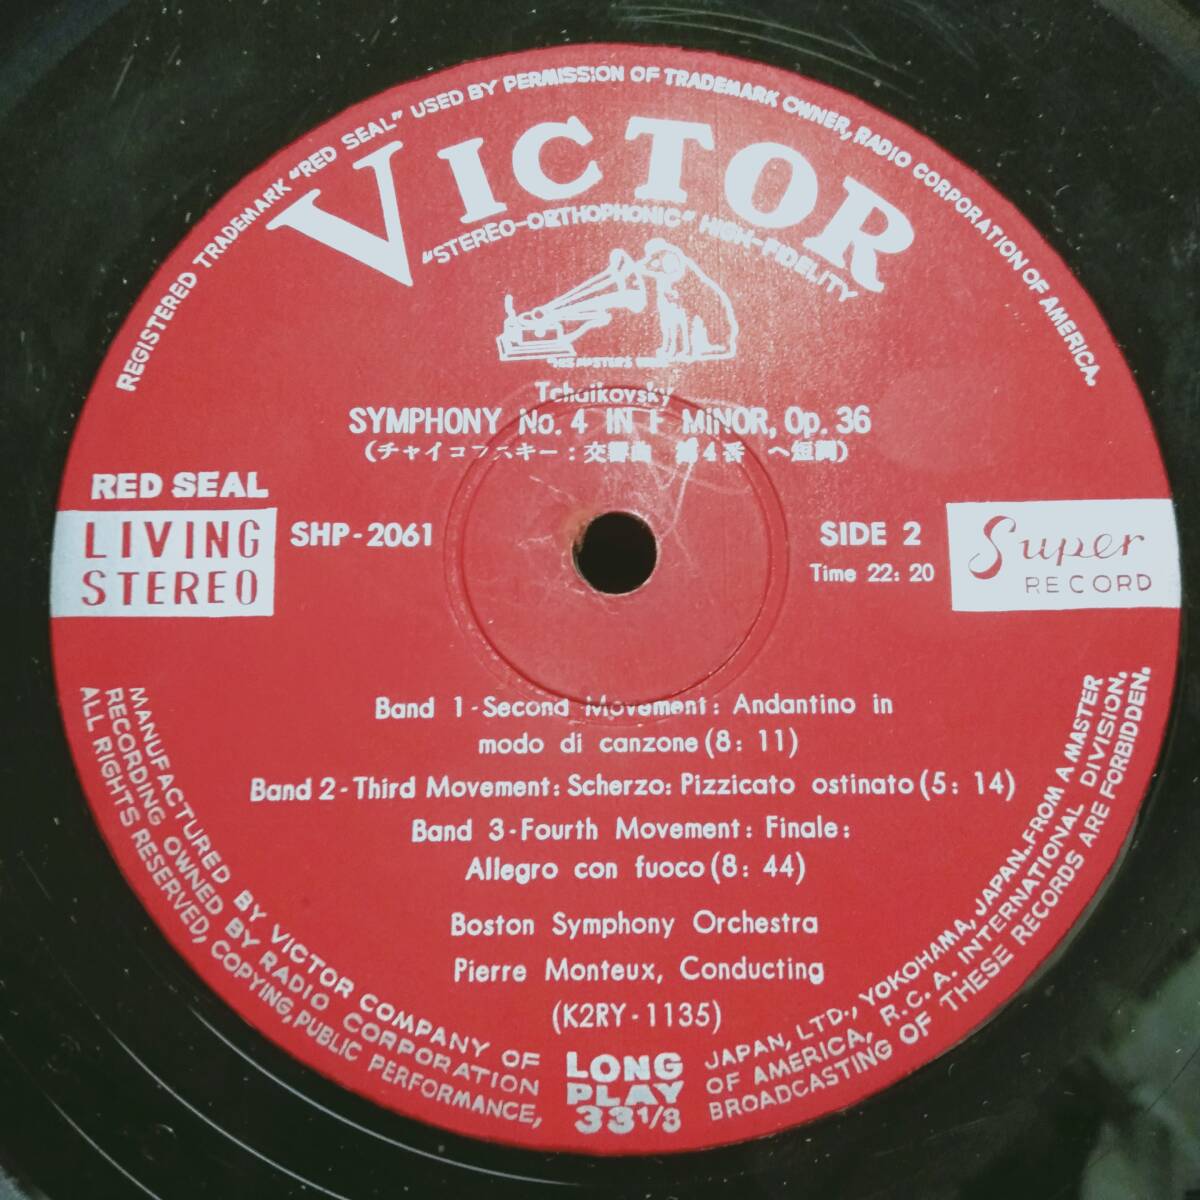 REGISTERED TRADEMARK "RED SEAL" USED BY PERMISSION OF TRADEMARK OWNER, RADIO CORPORATION OF AMERICA.
VICTOR
"STEREO-ORTHOPHONIC" HIGH-FIDELITY
"HIS MASTER'S VOICE"
Tchaikovsky
SYMPHONY No. 4 IN F MINOR, Op. 36
(チャイコフスキー：交響曲 第4番 ヘ短調)
RED SEAL
LIVING
STEREO
SHP-2061
SIDE 2
Time 22: 20
Super
RECORD
Band 1-Second Movement: Andantino in
modo di canzone (8: 11)
Band 2-Third Movement: Scherzo: Pizzicato ostinato (5: 14)
Band 3-Fourth Movement: Finale:
Allegro con fuoco (8: 44)
Boston Symphony Orchestra
Pierre Monteux, Conducting
(K2RY-1135)
LONG
PLAY
33 1/3
MANUFACTURED BY VICTOR COMPANY OF JAPAN, LTD., YOKOHAMA, JAPAN..FROM A MASTER
RECORDING OWNED BY RADIO CORPORATION OF AMERICA, R.C.A. INTERNATIONAL DIVISION,
ALL RIGHTS RESERVED, COPYING, PUBLIC PERFORMANCE, BROADCASTING OF THESE RECORDS ARE FORBIDDEN.